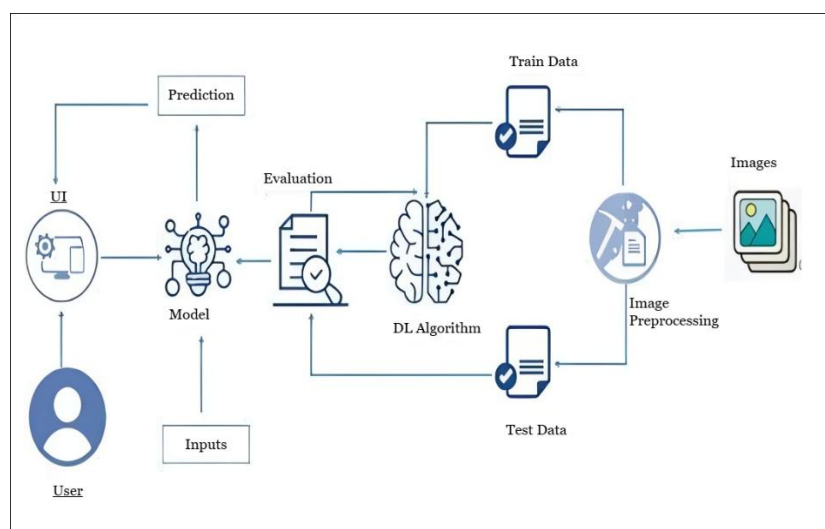 Train Data
Prediction
Images
Evaluation
UI
Model
DL Algorithm
Image
Preprocessing
Inputs
Test Data
User